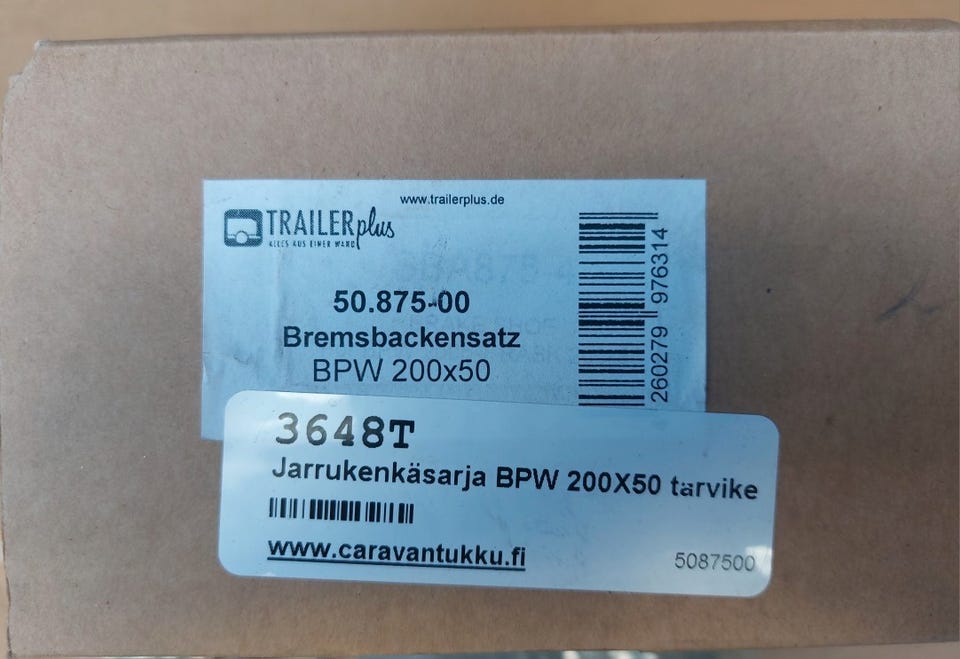 www.trailerplus.de
TRAILERplus
ALLES AUS EINER HAND
50.875-00
Bremsbackensatz
BPW 200x50
260279 976314
3648T
Jarrukenkäsarja BPW 200X50 tarvike
www.caravantukku.fi
5087500